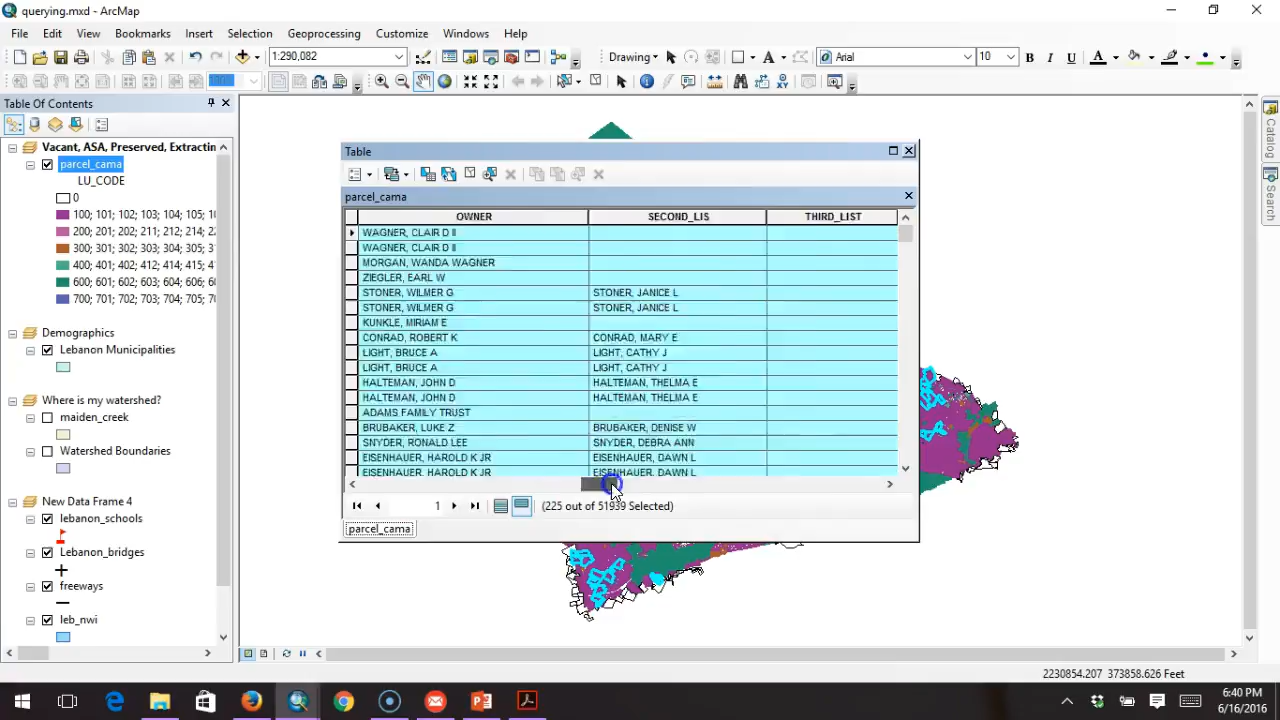 querying.mxd - ArcMap
File Edit View Bookmarks Insert Selection Geoprocessing Customize Windows Help
1:290,082 Drawing Arial 10 B I U A
Table Of Contents
Vacant, ASA, Preserved, Extractin
parcel_cama
LU_CODE
0
100; 101; 102; 103; 104; 105; 1
200; 201; 202; 211; 212; 214; 22
300; 301; 302; 303; 304; 305; 3
400; 401; 402; 412; 414; 415; 41
600; 601; 602; 603; 604; 605; 6
700; 701; 702; 703; 704; 705; 70
Demographics
Lebanon Municipalities
Where is my watershed?
maiden_creek
Watershed Boundaries
New Data Frame 4
lebanon_schools
Lebanon_bridges
freeways
leb_nwi
Table
parcel_cama
OWNER SECOND_LIS THIRD_LIST
WAGNER, CLAIR D II
WAGNER, CLAIR D II
MORGAN, WANDA WAGNER
ZIEGLER, EARL W
STONER, WILMER G STONER, JANICE L
STONER, WILMER G STONER, JANICE L
KUNKLE, MIRIAM E
CONRAD, ROBERT K CONRAD, MARY E
LIGHT, BRUCE A LIGHT, CATHY J
LIGHT, BRUCE A LIGHT, CATHY J
HALTEMAN, JOHN D HALTEMAN, THELMA E
HALTEMAN, JOHN D HALTEMAN, THELMA E
ADAMS FAMILY TRUST
BRUBAKER, LUKE Z BRUBAKER, DENISE W
SNYDER, RONALD LEE SNYDER, DEBRA ANN
EISENHAUER, HAROLD K JR EISENHAUER, DAWN L
EISENHAUER, HAROLD K JR EISENHAUER, DAWN L
1 (225 out of 51939 Selected)
parcel_cama
Catalog
Search
2230854.207 373858.626 Feet
6:40 PM
6/16/2016